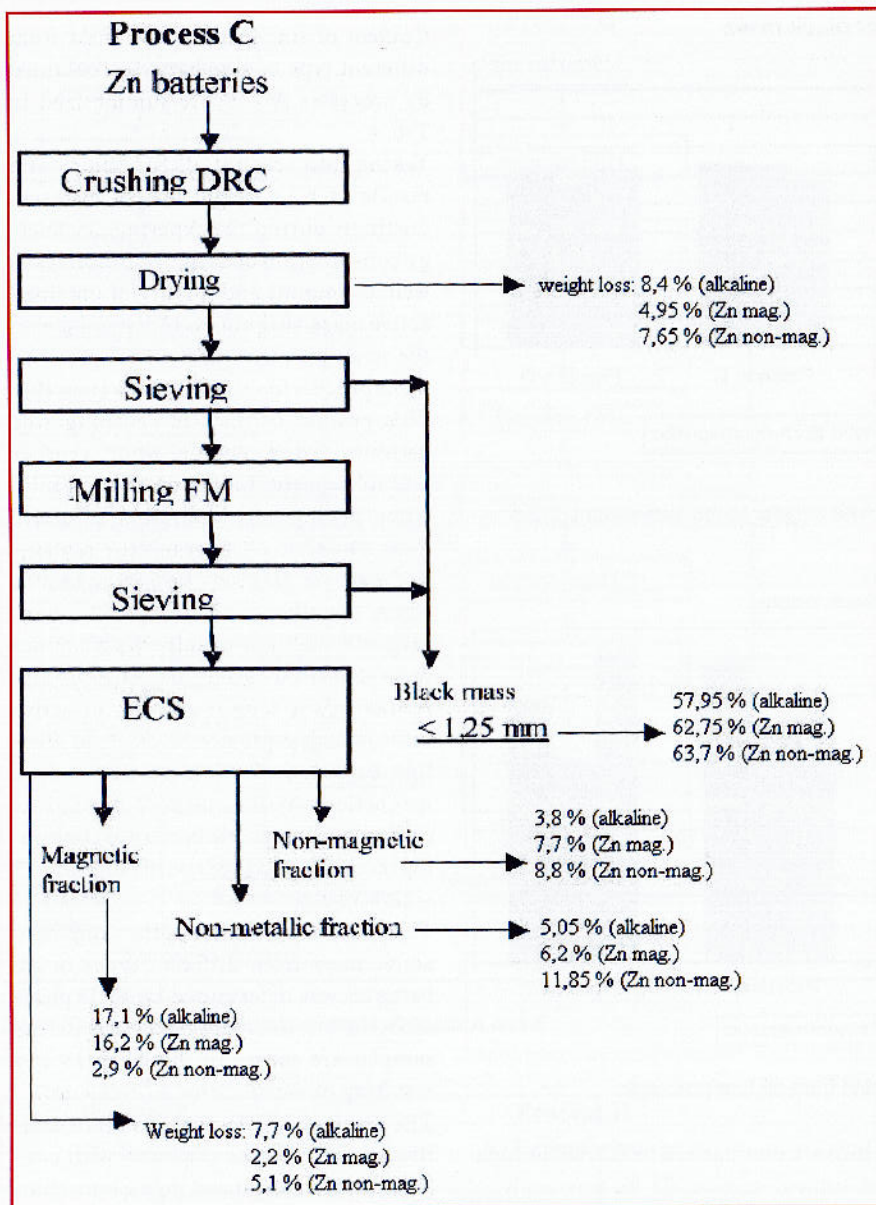 Process C
Zn batteries
Crushing DRC
Drying
weight loss: 8,4 % (alkaline)
4,95 % (Zn mag.)
7,65 % (Zn non-mag.)
Sieving
Milling FM
Sieving
ECS
Black mass
< 1.25 mm
57,95 % (alkaline)
62,75 % (Zn mag.)
63,7 % (Zn non-mag.)
Magnetic
fraction
Non-magnetic
fraction
3,8 % (alkaline)
7,7 % (Zn mag.)
8,8 % (Zn non-mag.)
Non-metallic fraction
5,05 % (alkaline)
6,2 % (Zn mag.)
11,85 % (Zn non-mag.)
17,1 % (alkaline)
16,2 % (Zn mag.)
2,9 % (Zn non-mag.)
Weight loss: 7,7 % (alkaline)
2,2 % (Zn mag.)
5,1 % (Zn non-mag.)